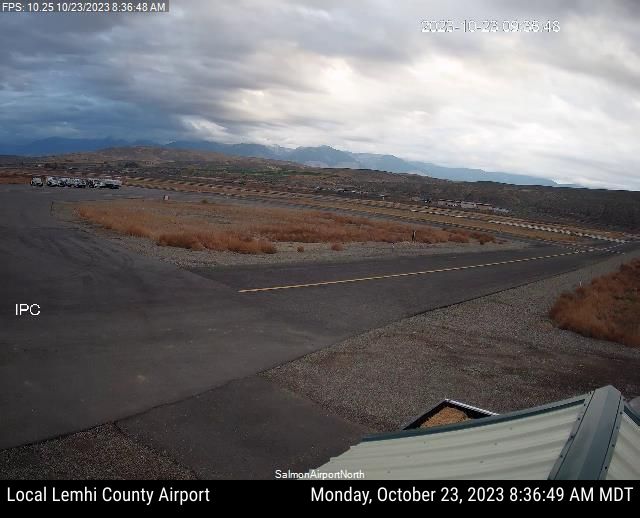 FPS: 10.25 10/23/2023 8:36:48 AM
2023-10-23 09:38:48
IPC
SalmonAirportNorth
Local Lemhi County Airport Monday, October 23, 2023 8:36:49 AM MDT